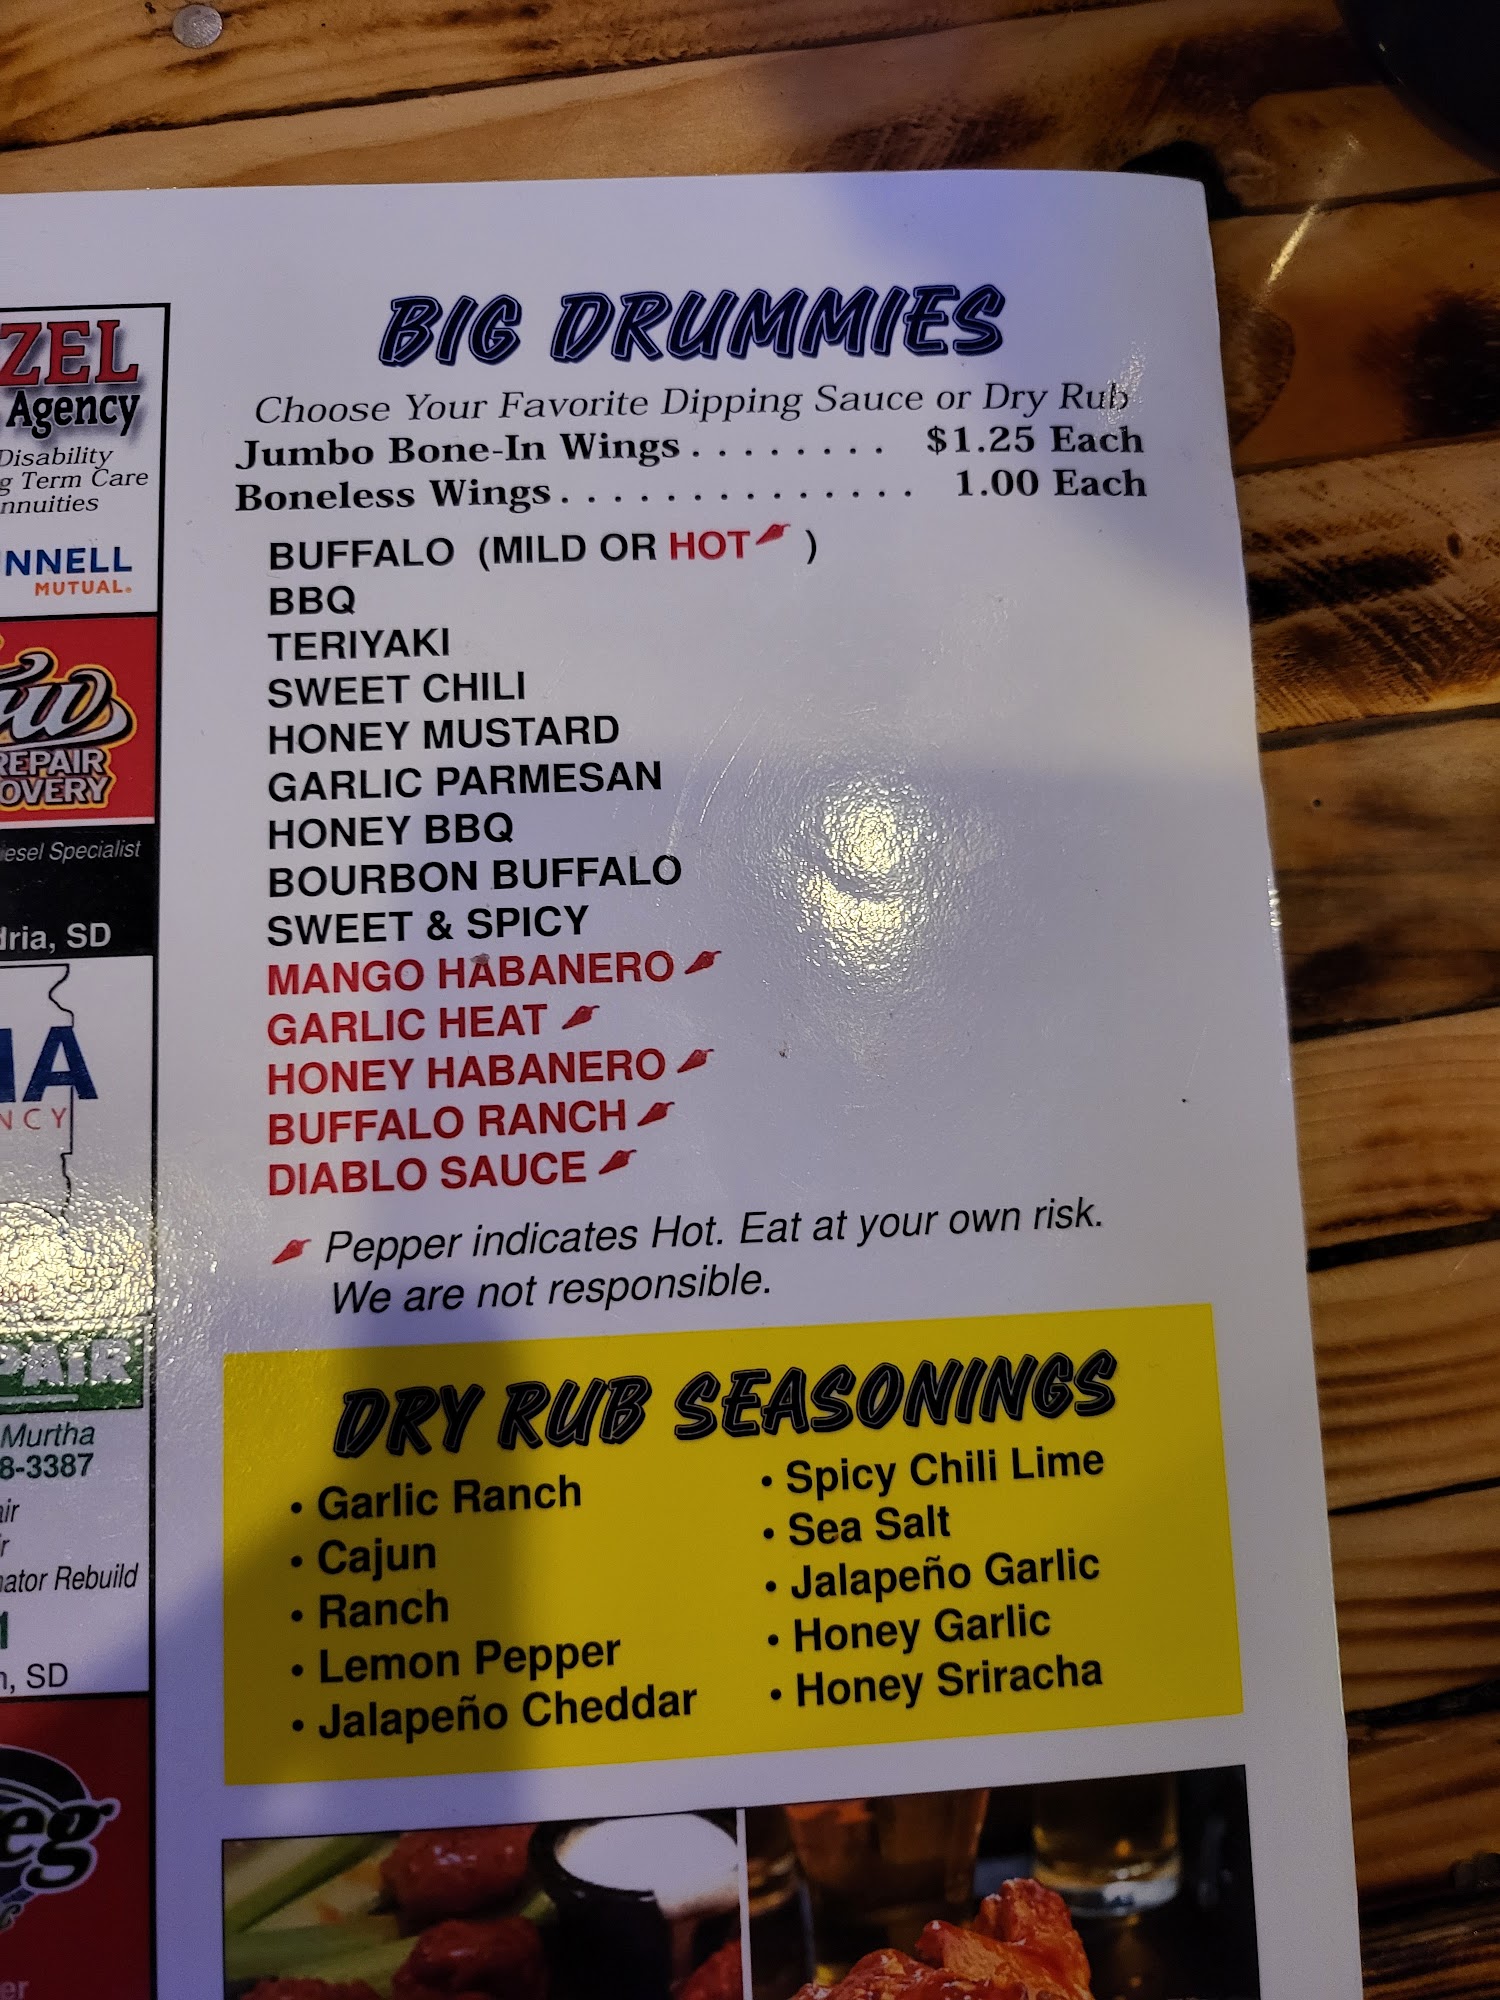 BIG DRUMMIES
Choose Your Favorite Dipping Sauce or Dry Rub
Jumbo Bone-In Wings . . . . . . . . $1.25 Each
Boneless Wings . . . . . . . . . . . . . . 1.00 Each
BUFFALO (MILD OR HOT )
BBQ
TERIYAKI
SWEET CHILI
HONEY MUSTARD
GARLIC PARMESAN
HONEY BBQ
BOURBON BUFFALO
SWEET & SPICY
MANGO HABANERO
GARLIC HEAT
HONEY HABANERO
BUFFALO RANCH
DIABLO SAUCE
Pepper indicates Hot. Eat at your own risk.
We are not responsible.
DRY RUB SEASONINGS
• Garlic Ranch
• Cajun
• Ranch
• Lemon Pepper
• Jalapeño Cheddar
• Spicy Chili Lime
• Sea Salt
• Jalapeño Garlic
• Honey Garlic
• Honey Sriracha
ZEL
Agency
Disability
Term Care
NNELL
MUTUAL
REPAIR
OVERY
Specialist
dria, SD
IA
NCY
PAIR
Murtha
8-3387
Rebuild
SD
eg